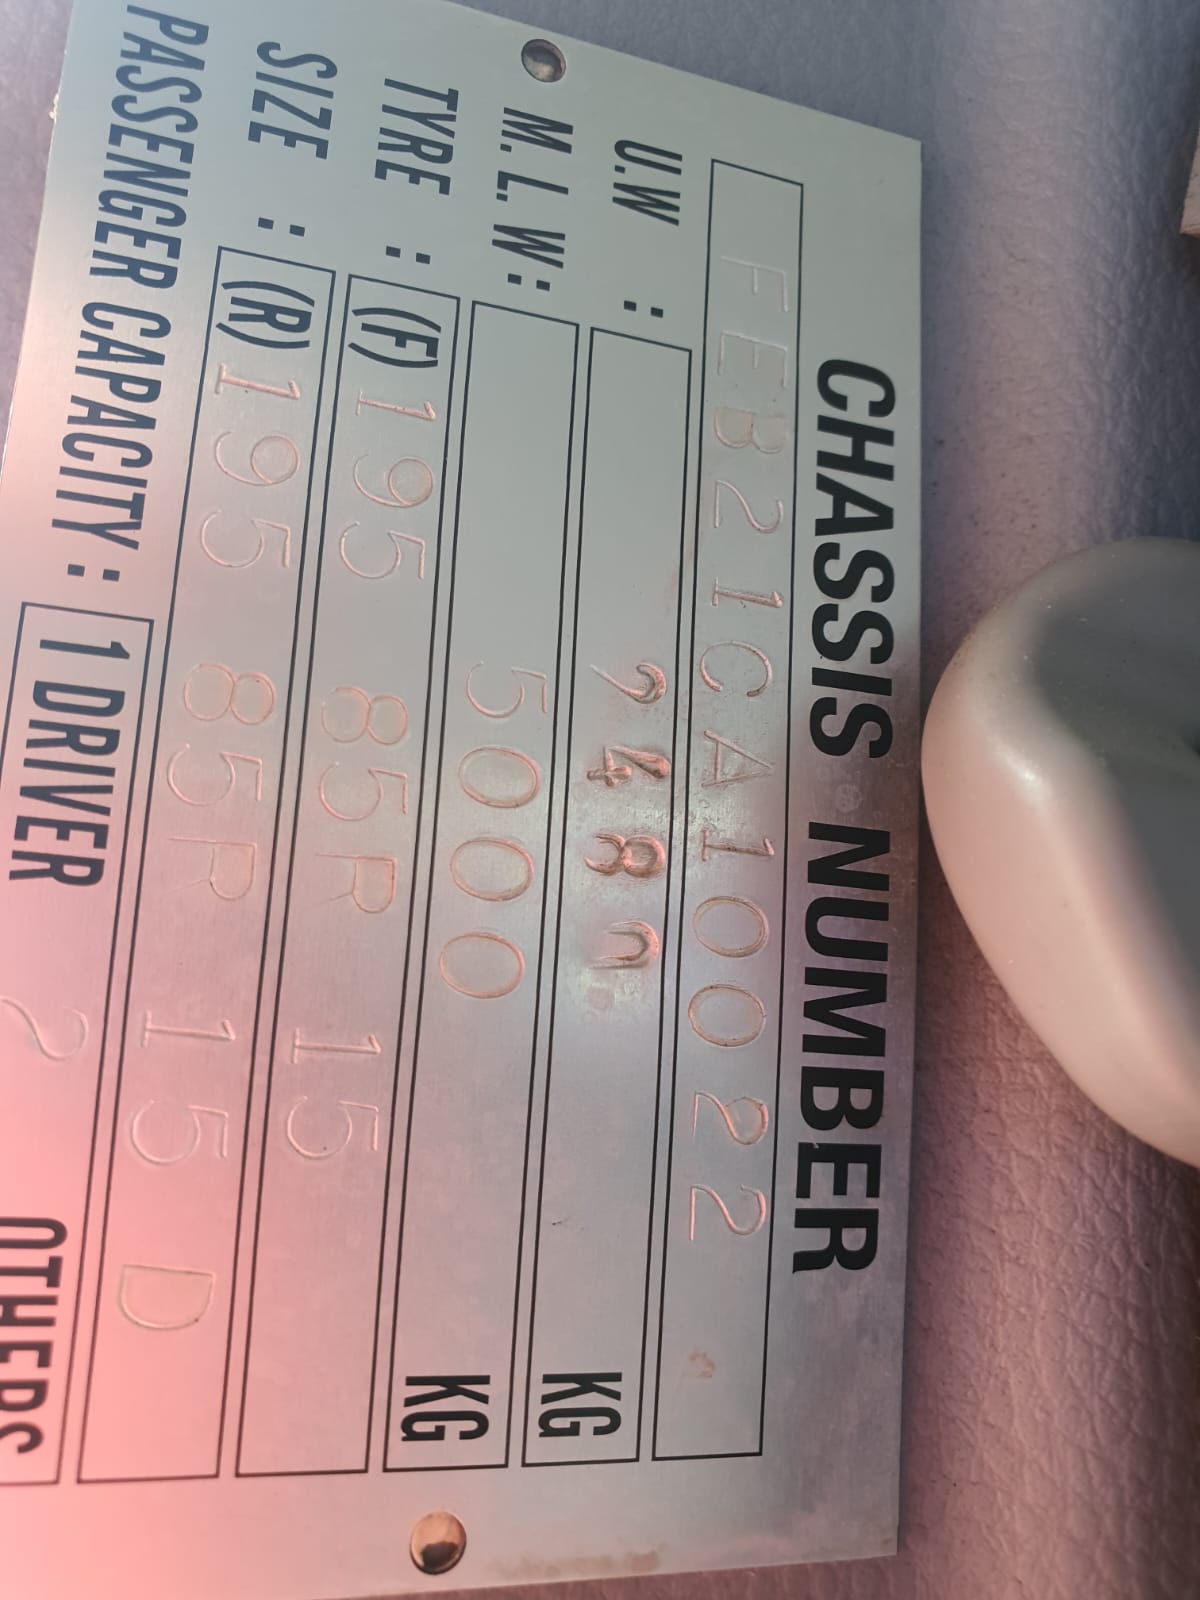 CHASSIS NUMBER
FEB21CA10022
U.W : 2480 KG
M. L. W: 5000 KG
TYRE : (F) 195 85R 15
SIZE : (R) 195 85R 15 D
PASSENGER CAPACITY : 1 DRIVER 2 OTHERS